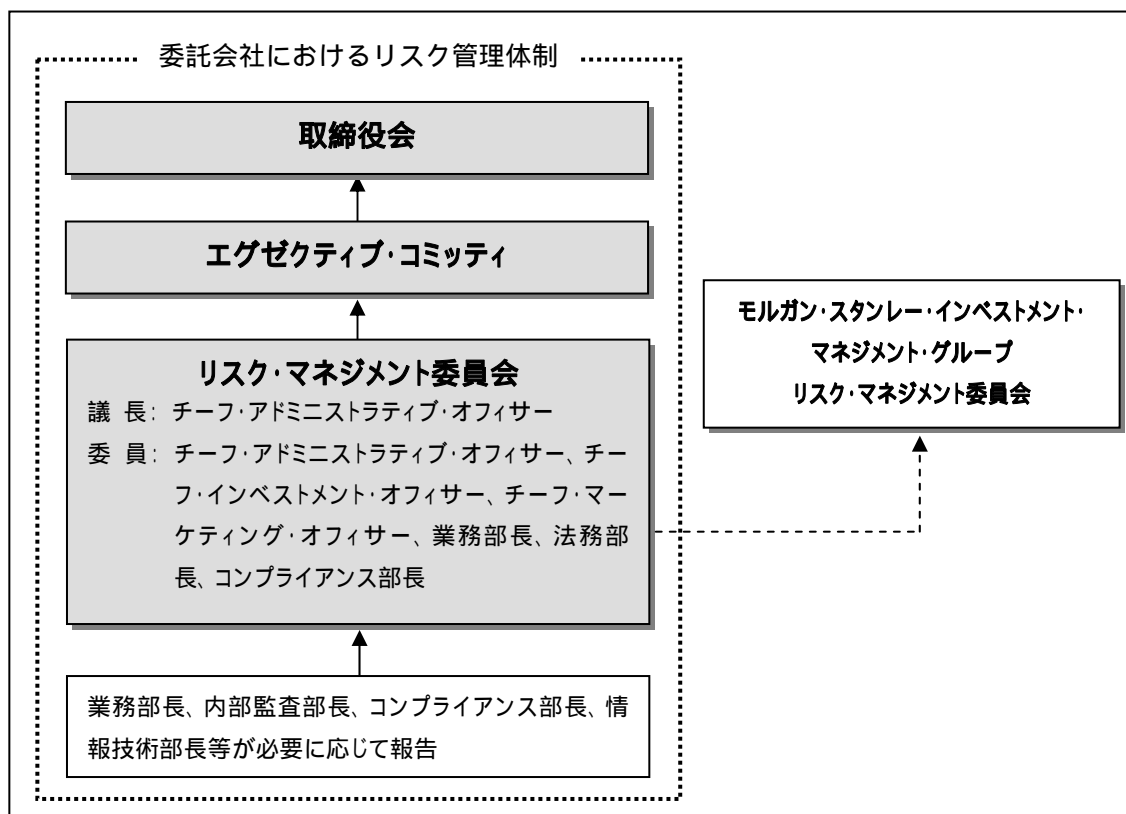 委託会社におけるリスク管理体制
取締役会
エグゼクティブ・コミッティ
リスク・マネジメント委員会
議 長: チーフ・アドミニストラティブ・オフィサー
委 員: チーフ・アドミニストラティブ・オフィサー、チー
フ・インベストメント・オフィサー、チーフ・マー
ケティング・オフィサー、業務部長、法務部
長、コンプライアンス部長
業務部長、内部監査部長、コンプライアンス部長、情
報技術部長等が必要に応じて報告
モルガン・スタンレー・インベストメント・
マネジメント・グループ
リスク・マネジメント委員会